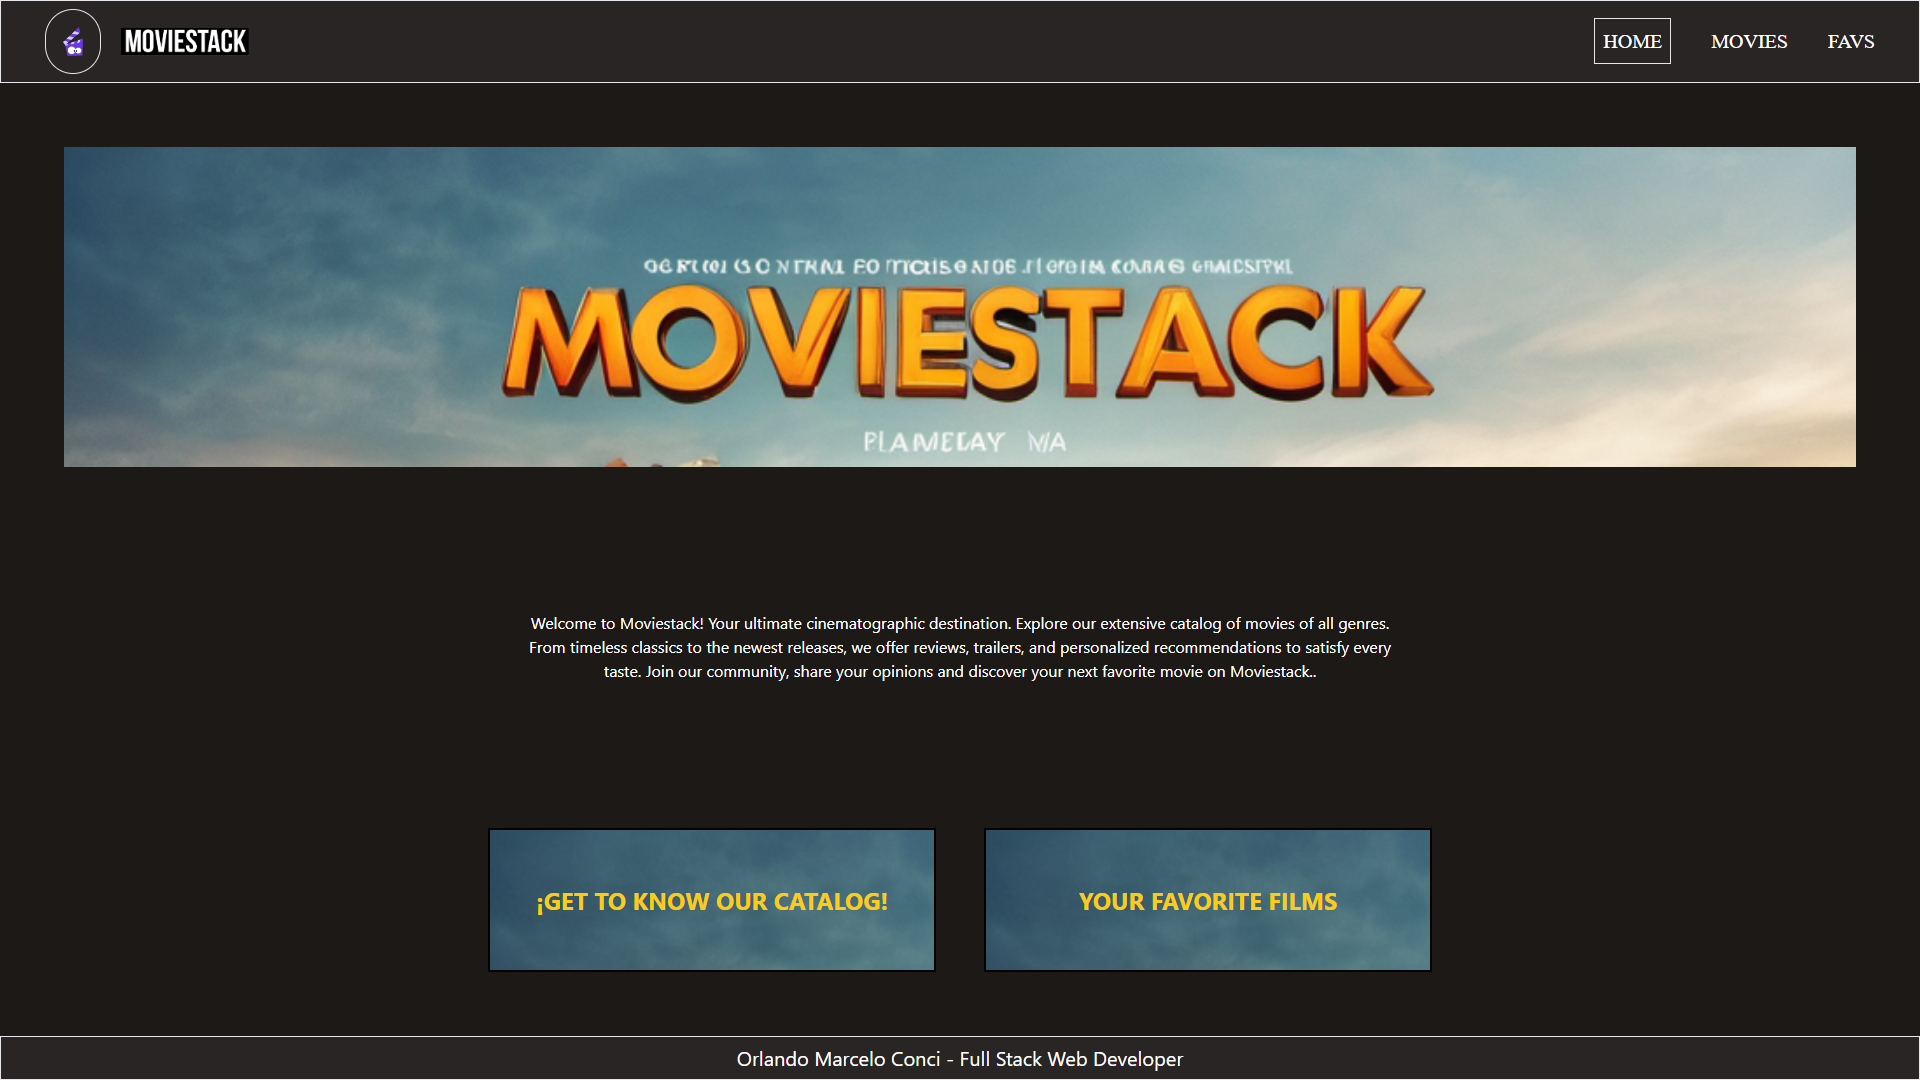 MOVIESTACK
HOME
MOVIES
FAVS
MOVIESTACK
Welcome to Moviestack! Your ultimate cinematographic destination. Explore our extensive catalog of movies of all genres.
From timeless classics to the newest releases, we offer reviews, trailers, and personalized recommendations to satisfy every
taste. Join our community, share your opinions and discover your next favorite movie on Moviestack..
¡GET TO KNOW OUR CATALOG!
YOUR FAVORITE FILMS
Orlando Marcelo Conci - Full Stack Web Developer